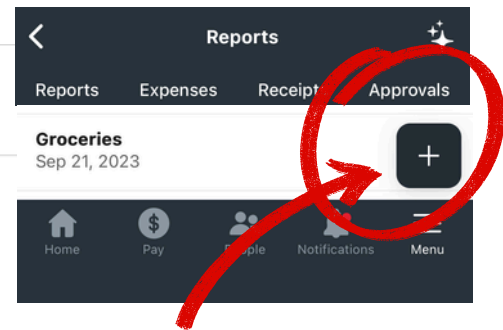 Reports
Reports Expenses Receipts Approvals
Groceries
Sep 21, 2023
Home Pay People Notifications Menu